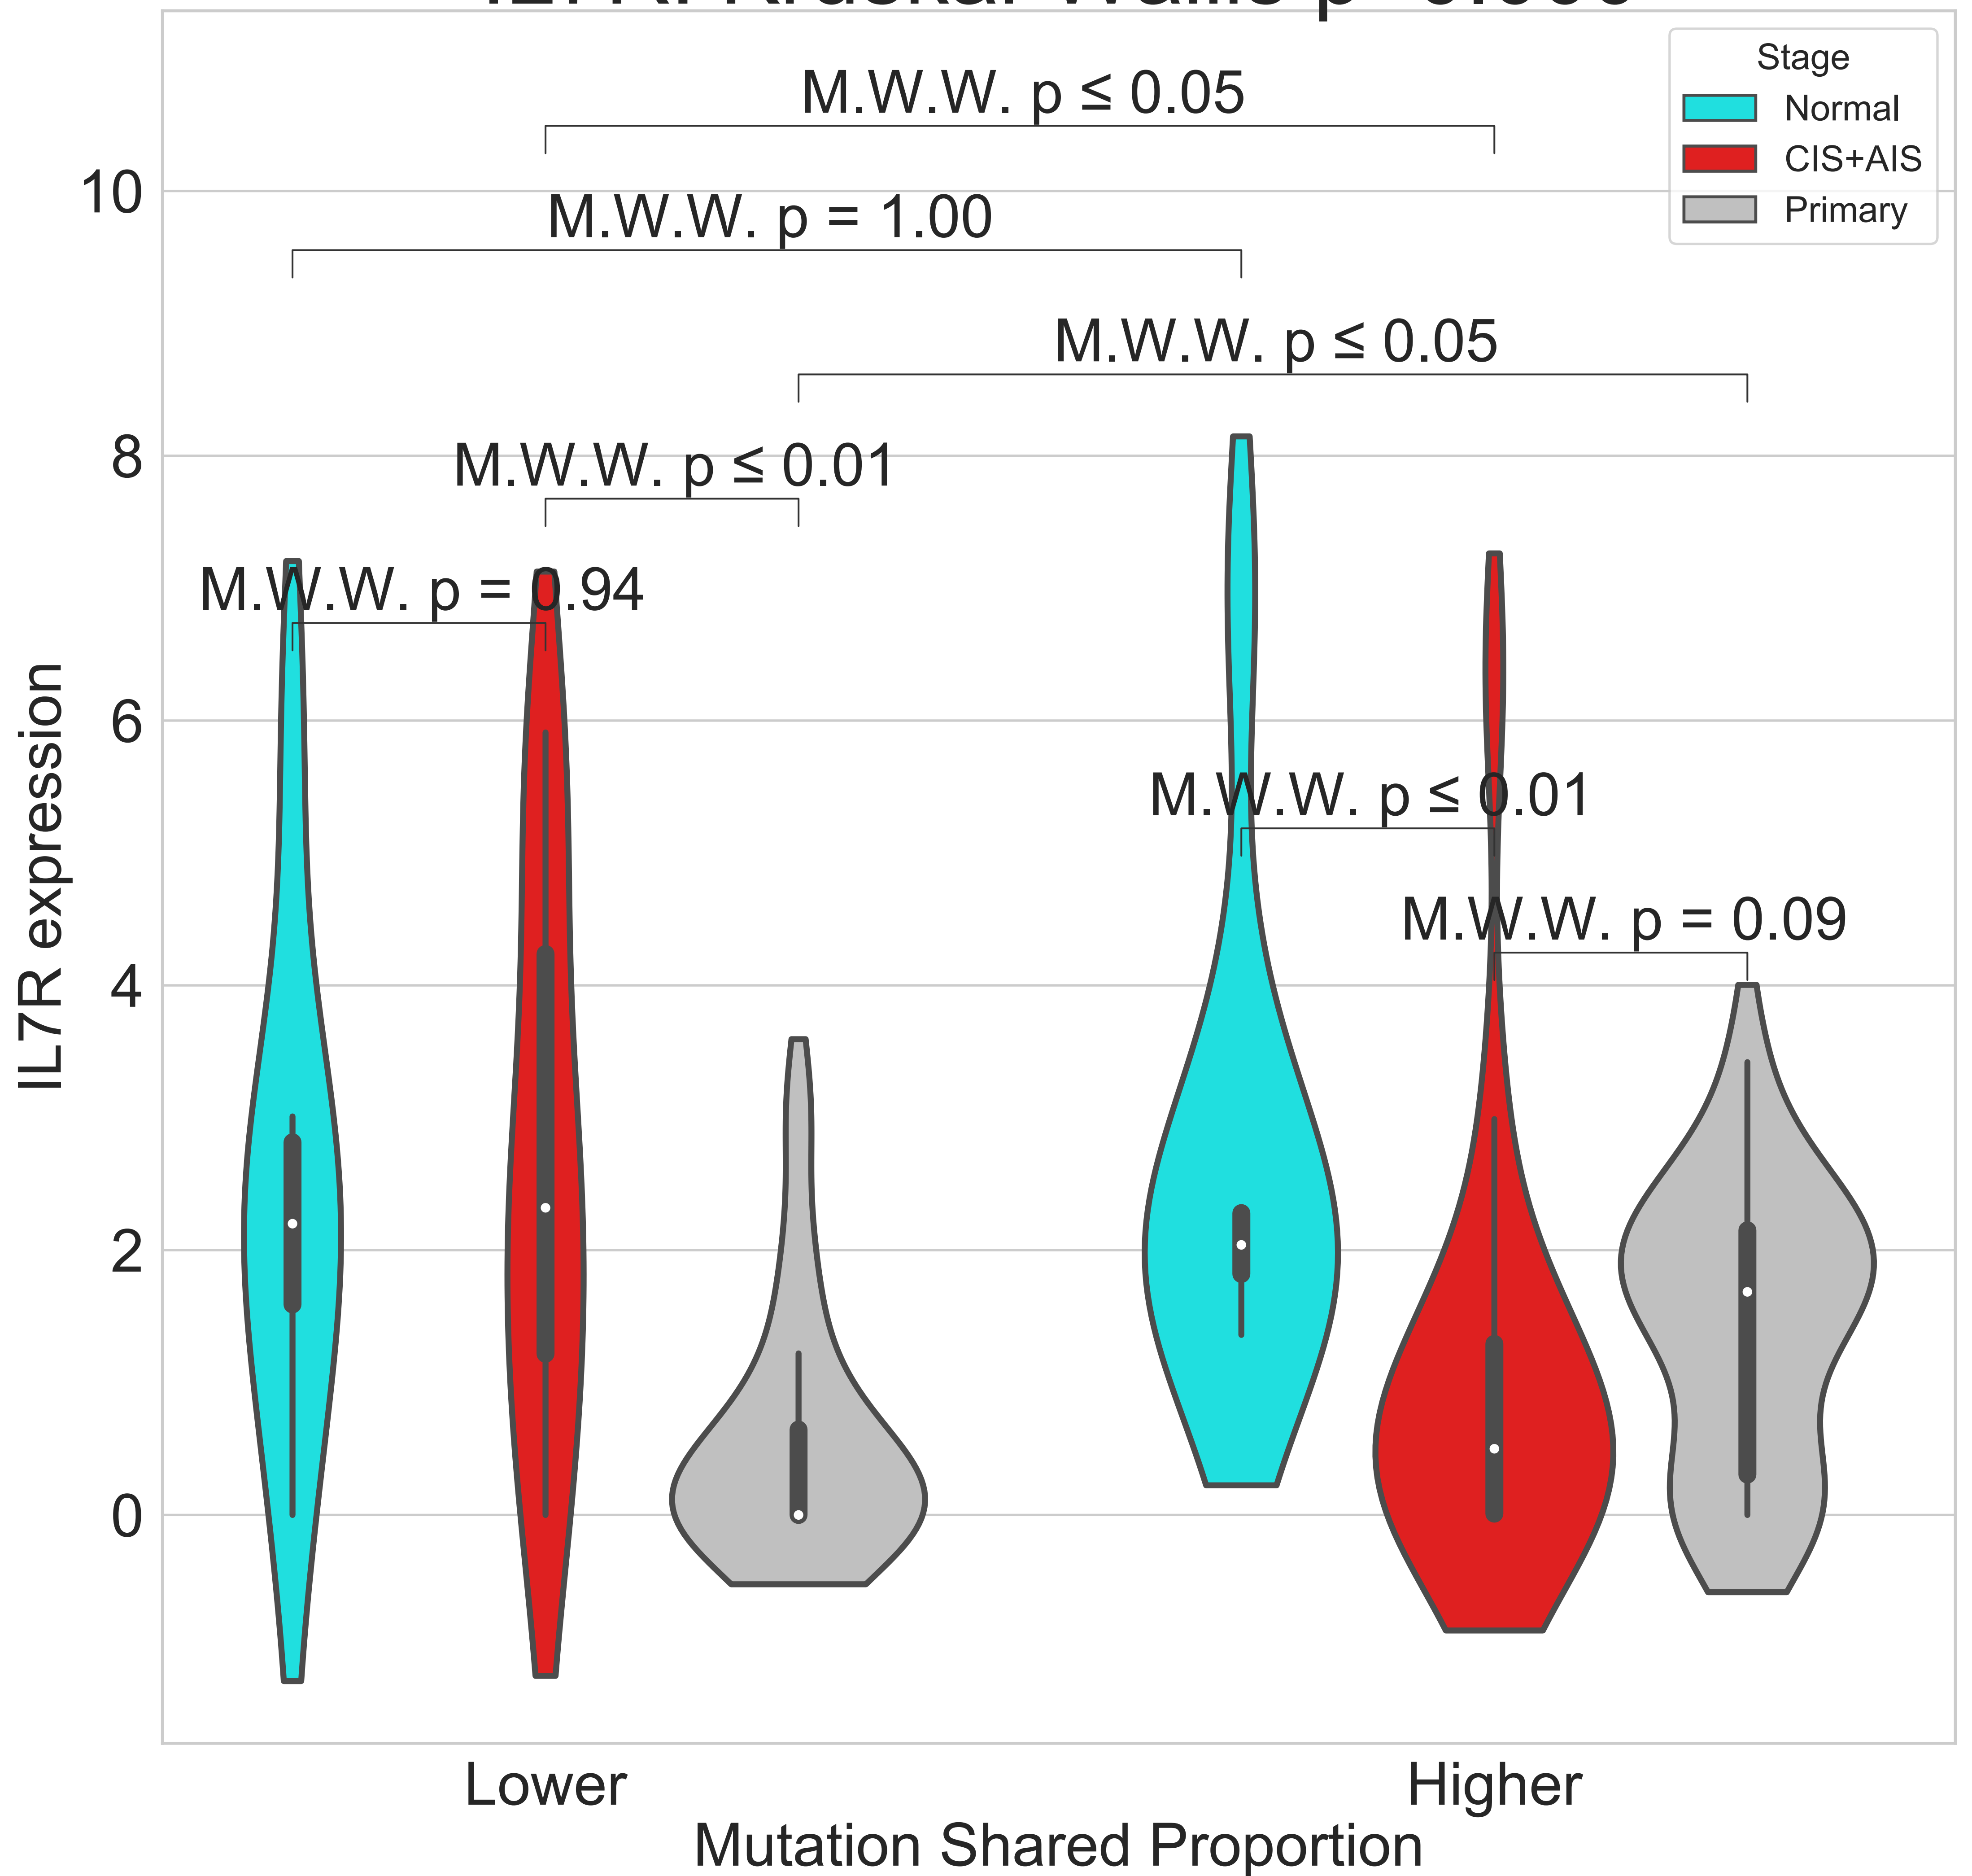 Stage
Normal
CIS+AIS
Primary
M.W.W. p ≤ 0.05
M.W.W. p = 1.00
M.W.W. p ≤ 0.05
M.W.W. p ≤ 0.01
M.W.W. p = 0.94
M.W.W. p ≤ 0.01
M.W.W. p = 0.09
10
8
6
4
2
0
IL7R expression
Lower
Higher
Mutation Shared Proportion